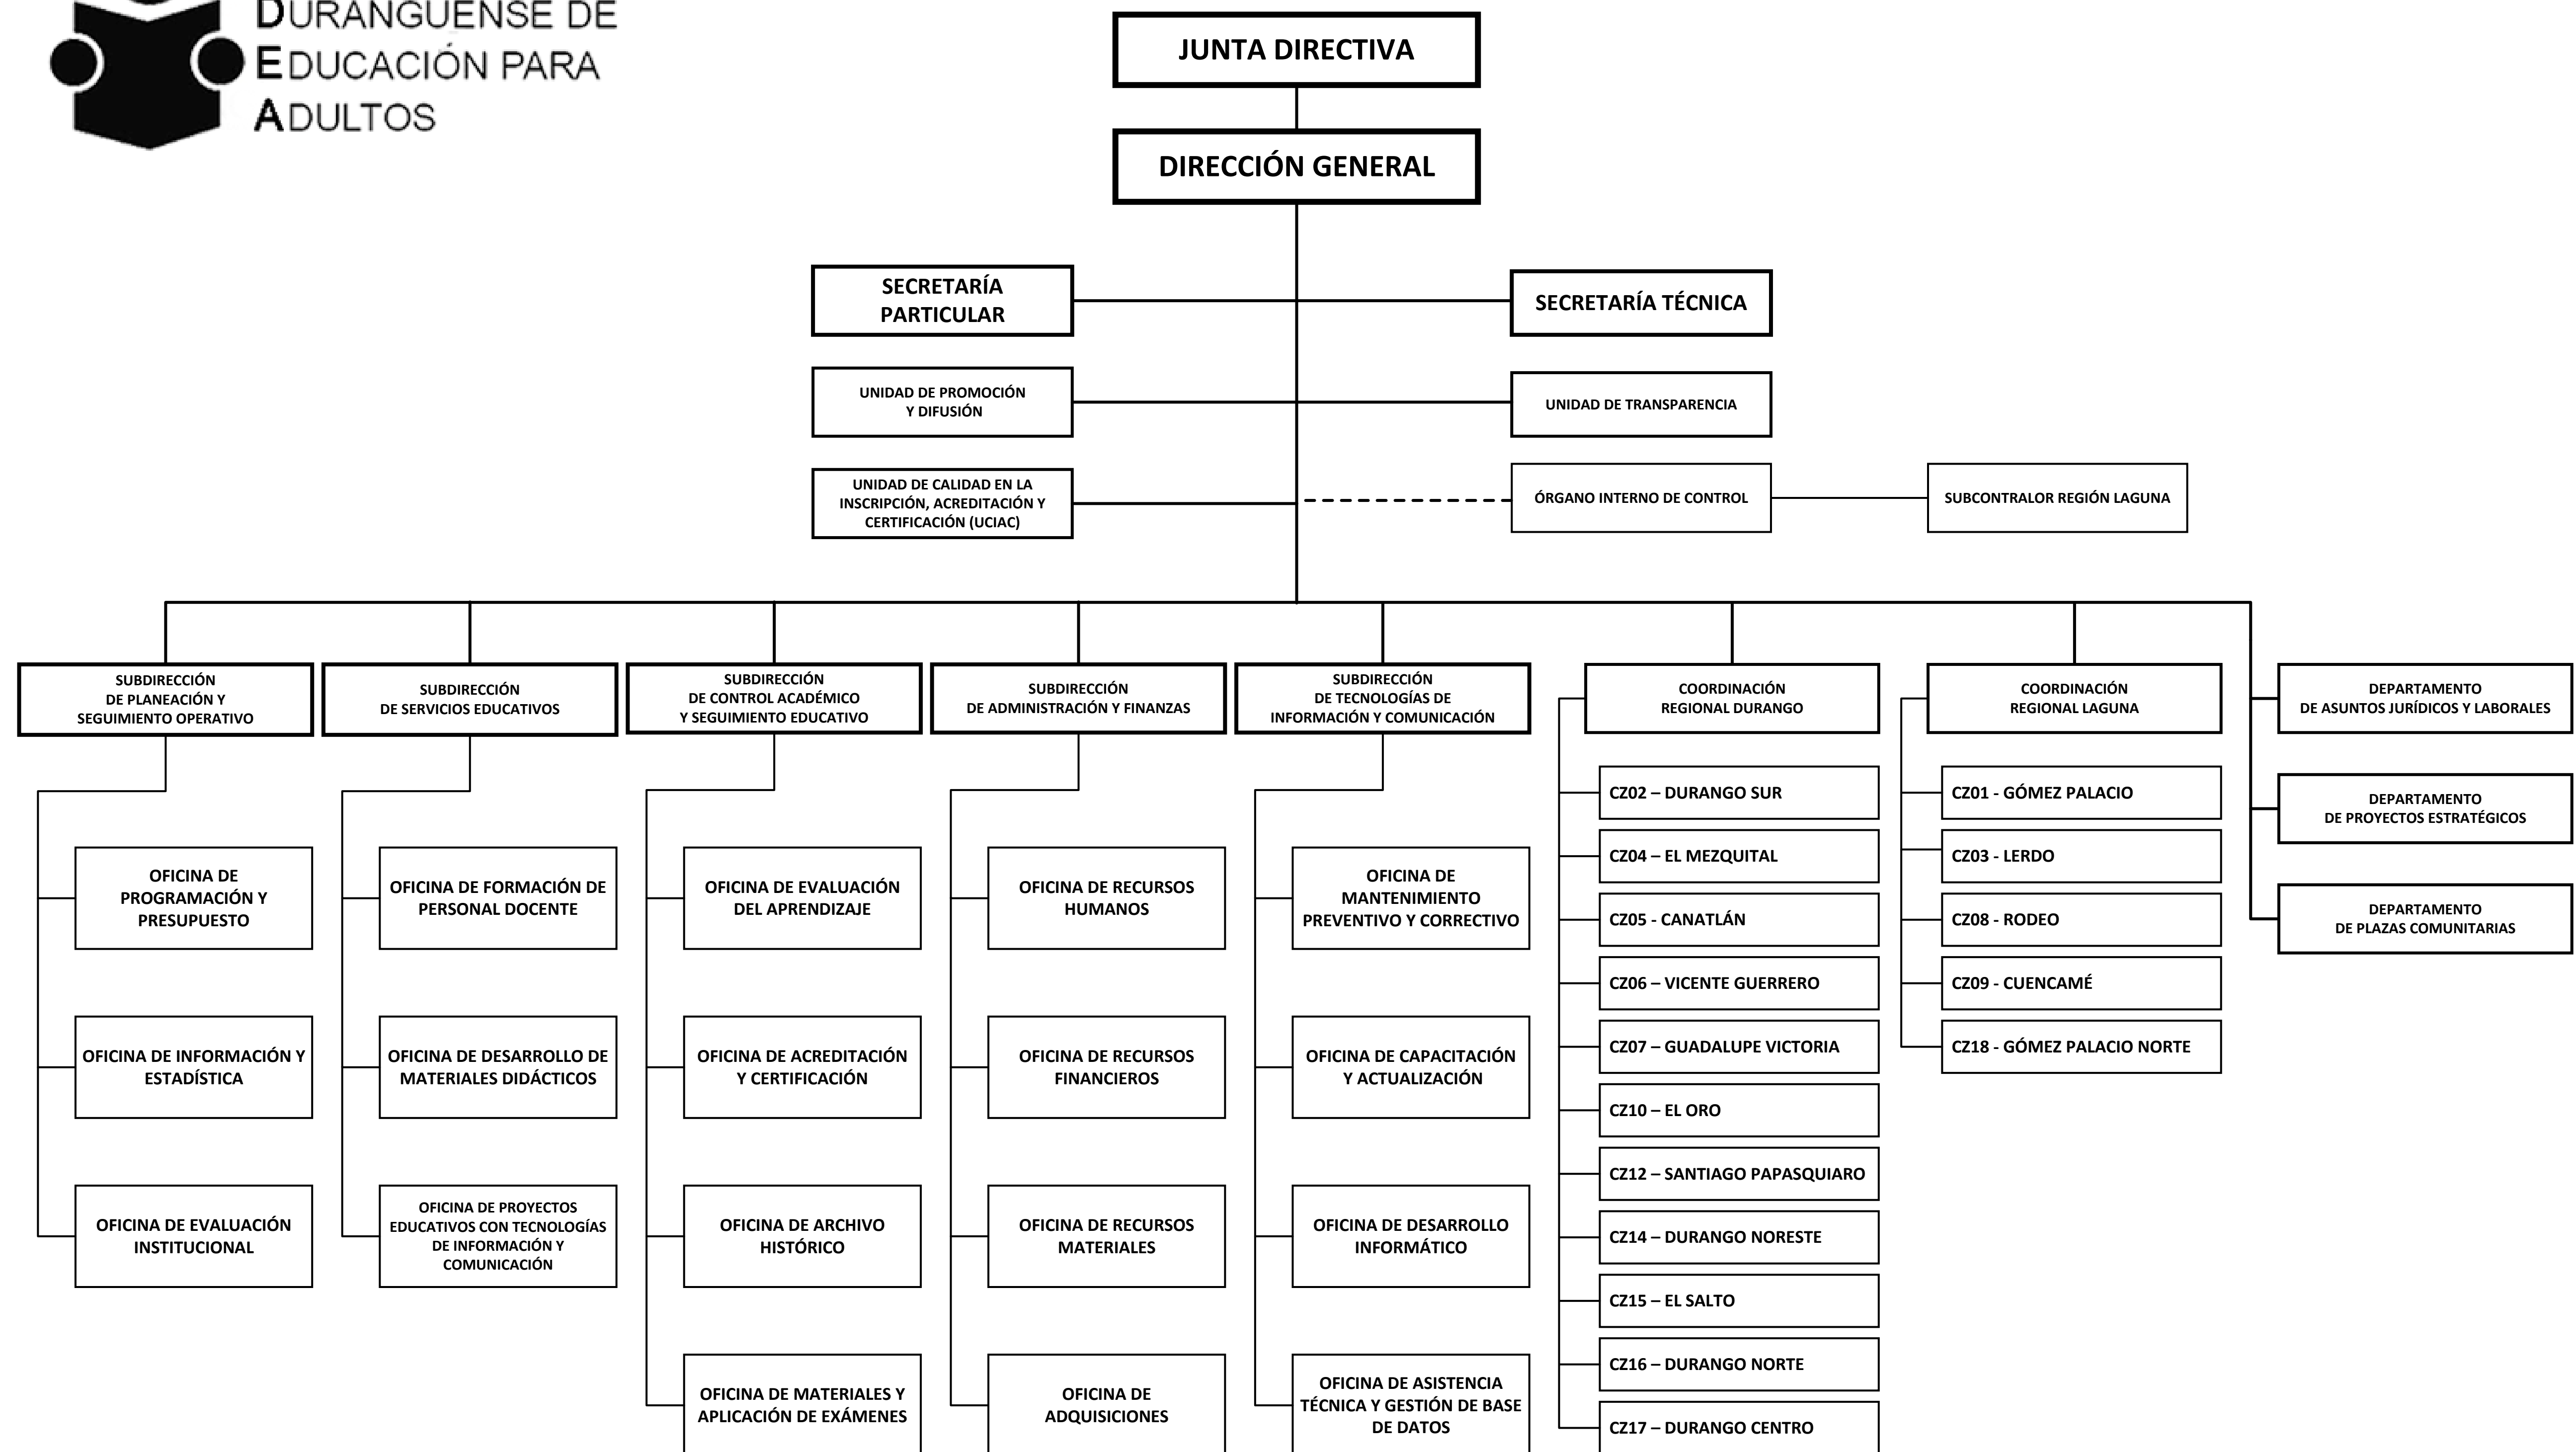 DURANGUENSE DE
EDUCACIÓN PARA
ADULTOS
JUNTA DIRECTIVA
DIRECCIÓN GENERAL
SECRETARÍA
PARTICULAR
SECRETARÍA TÉCNICA
UNIDAD DE PROMOCIÓN
Y DIFUSIÓN
UNIDAD DE TRANSPARENCIA
UNIDAD DE CALIDAD EN LA
INSCRIPCIÓN, ACREDITACIÓN Y
CERTIFICACIÓN (UCIAC)
ÓRGANO INTERNO DE CONTROL
SUBCONTRALOR REGIÓN LAGUNA
SUBDIRECCIÓN
DE PLANEACIÓN Y
SEGUIMIENTO OPERATIVO
SUBDIRECCIÓN
DE SERVICIOS EDUCATIVOS
SUBDIRECCIÓN
DE CONTROL ACADÉMICO
Y SEGUIMIENTO EDUCATIVO
SUBDIRECCIÓN
DE ADMINISTRACIÓN Y FINANZAS
SUBDIRECCIÓN
DE TECNOLOGÍAS DE
INFORMACIÓN Y COMUNICACIÓN
COORDINACIÓN
REGIONAL DURANGO
COORDINACIÓN
REGIONAL LAGUNA
DEPARTAMENTO
DE ASUNTOS JURÍDICOS Y LABORALES
DEPARTAMENTO
DE PROYECTOS ESTRATÉGICOS
DEPARTAMENTO
DE PLAZAS COMUNITARIAS
OFICINA DE
PROGRAMACIÓN Y
PRESUPUESTO
OFICINA DE INFORMACIÓN Y
ESTADÍSTICA
OFICINA DE EVALUACIÓN
INSTITUCIONAL
OFICINA DE FORMACIÓN DE
PERSONAL DOCENTE
OFICINA DE DESARROLLO DE
MATERIALES DIDÁCTICOS
OFICINA DE PROYECTOS
EDUCATIVOS CON TECNOLOGÍAS
DE INFORMACIÓN Y
COMUNICACIÓN
OFICINA DE EVALUACIÓN
DEL APRENDIZAJE
OFICINA DE ACREDITACIÓN
Y CERTIFICACIÓN
OFICINA DE ARCHIVO
HISTÓRICO
OFICINA DE MATERIALES Y
APLICACIÓN DE EXÁMENES
OFICINA DE RECURSOS
HUMANOS
OFICINA DE RECURSOS
FINANCIEROS
OFICINA DE RECURSOS
MATERIALES
OFICINA DE
ADQUISICIONES
OFICINA DE
MANTENIMIENTO
PREVENTIVO Y CORRECTIVO
OFICINA DE CAPACITACIÓN
Y ACTUALIZACIÓN
OFICINA DE DESARROLLO
INFORMÁTICO
OFICINA DE ASISTENCIA
TÉCNICA Y GESTIÓN DE BASE
DE DATOS
CZ02 – DURANGO SUR
CZ04 – EL MEZQUITAL
CZ05 - CANATLÁN
CZ06 – VICENTE GUERRERO
CZ07 – GUADALUPE VICTORIA
CZ10 – EL ORO
CZ12 – SANTIAGO PAPASQUIARO
CZ14 – DURANGO NORESTE
CZ15 – EL SALTO
CZ16 – DURANGO NORTE
CZ17 – DURANGO CENTRO
CZ01 - GÓMEZ PALACIO
CZ03 - LERDO
CZ08 - RODEO
CZ09 - CUENCAMÉ
CZ18 - GÓMEZ PALACIO NORTE